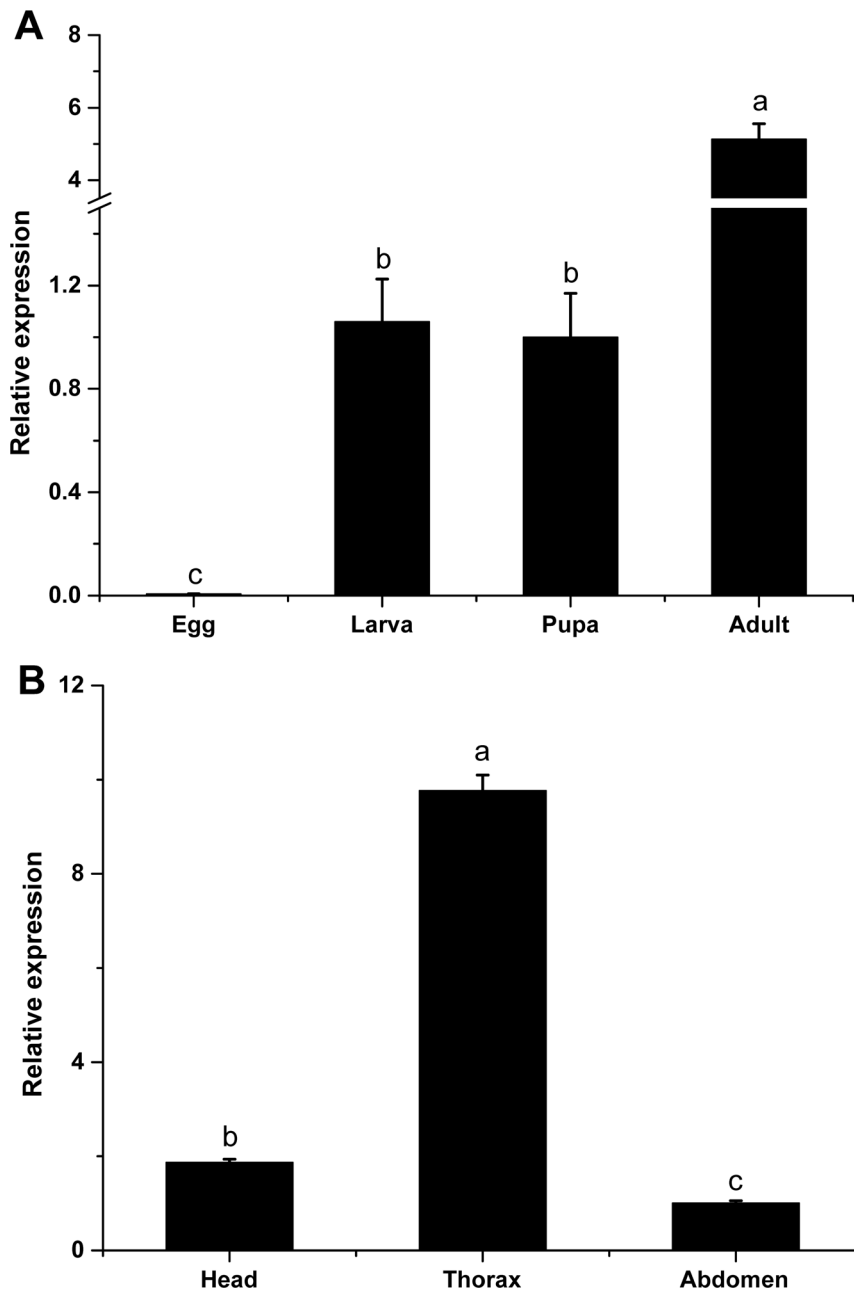 A
8
6
4
1.2
0.8
0.4
0.0
Relative expression
a
b
b
c
Egg Larva Pupa Adult
B
12
8
4
0
Relative expression
a
b
c
Head Thorax Abdomen